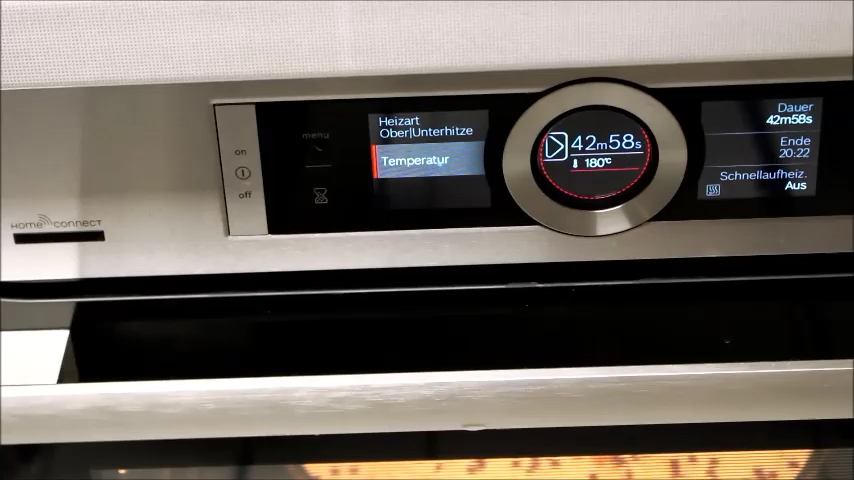 menu
on
off
HOME CONNECT
Heizart
Ober|Unterhitze
Temperatur
42m58s
180°C
Dauer
42m58s
Ende
20:22
Schnellaufheiz.
Aus